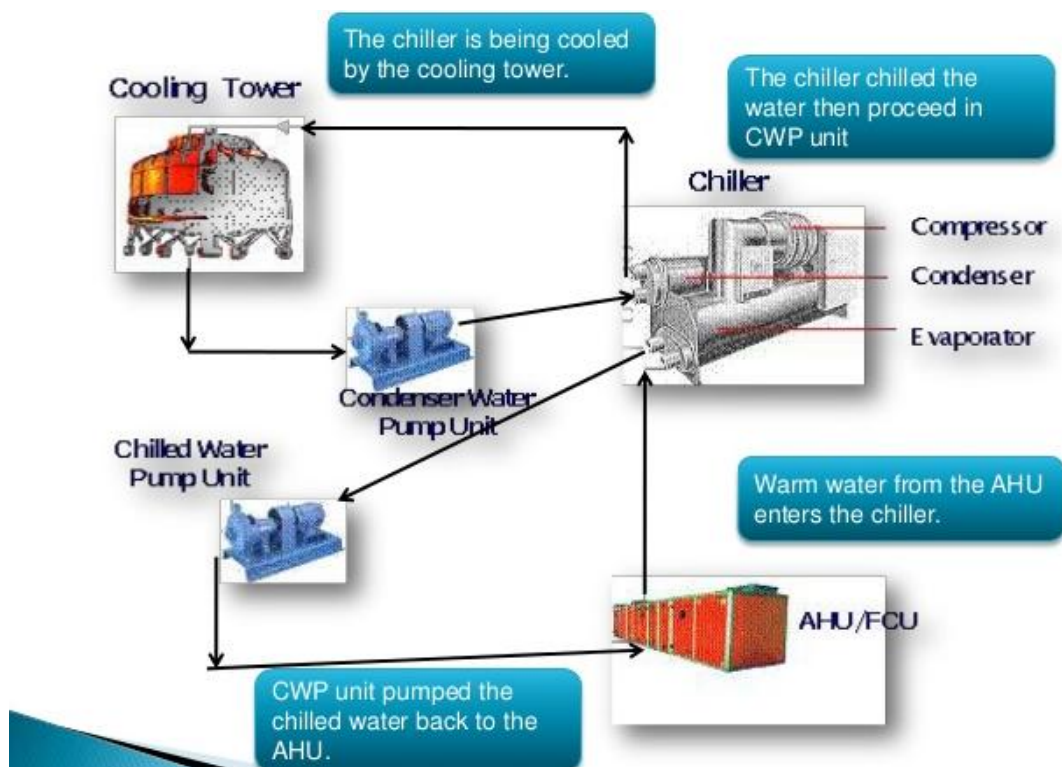 The chiller is being cooled
by the cooling tower.
Cooling Tower
The chiller chilled the
water then proceed in
CWP unit
Chiller
Compressor
Condenser
Evaporator
Condenser Water
Pump Unit
Chilled Water
Pump Unit
Warm water from the AHU
enters the chiller.
AHU/FCU
CWP unit pumped the
chilled water back to the
AHU.